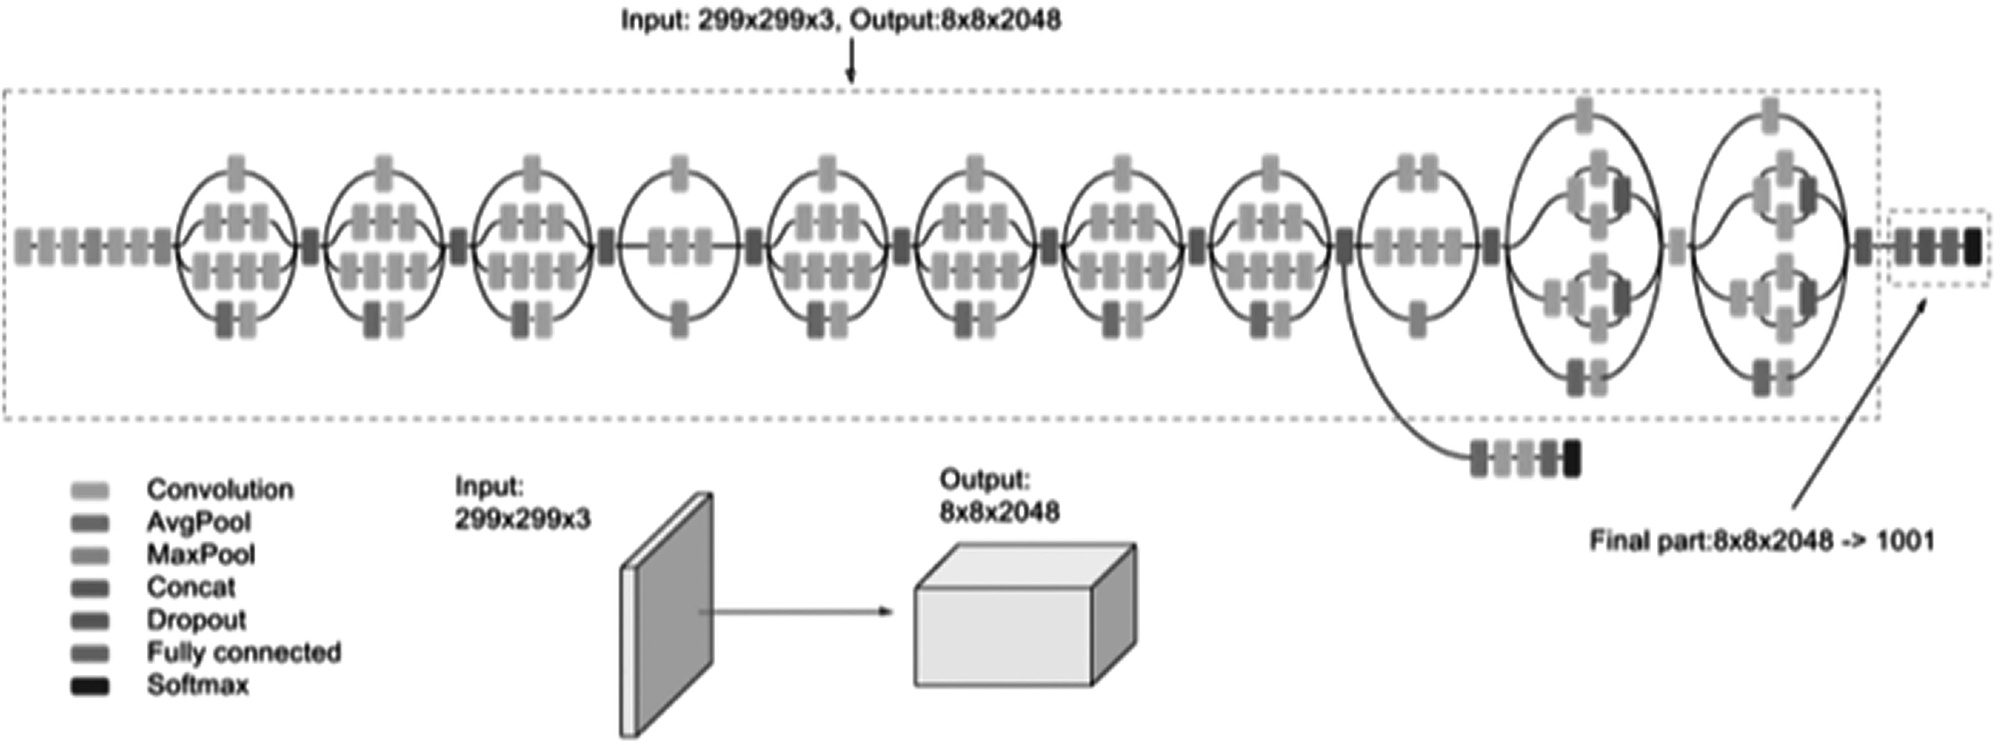 Input: 299x299x3, Output:8x8x2048
Convolution
AvgPool
MaxPool
Concat
Dropout
Fully connected
Softmax
Input:
299x299x3
Output:
8x8x2048
Final part:8x8x2048 -> 1001